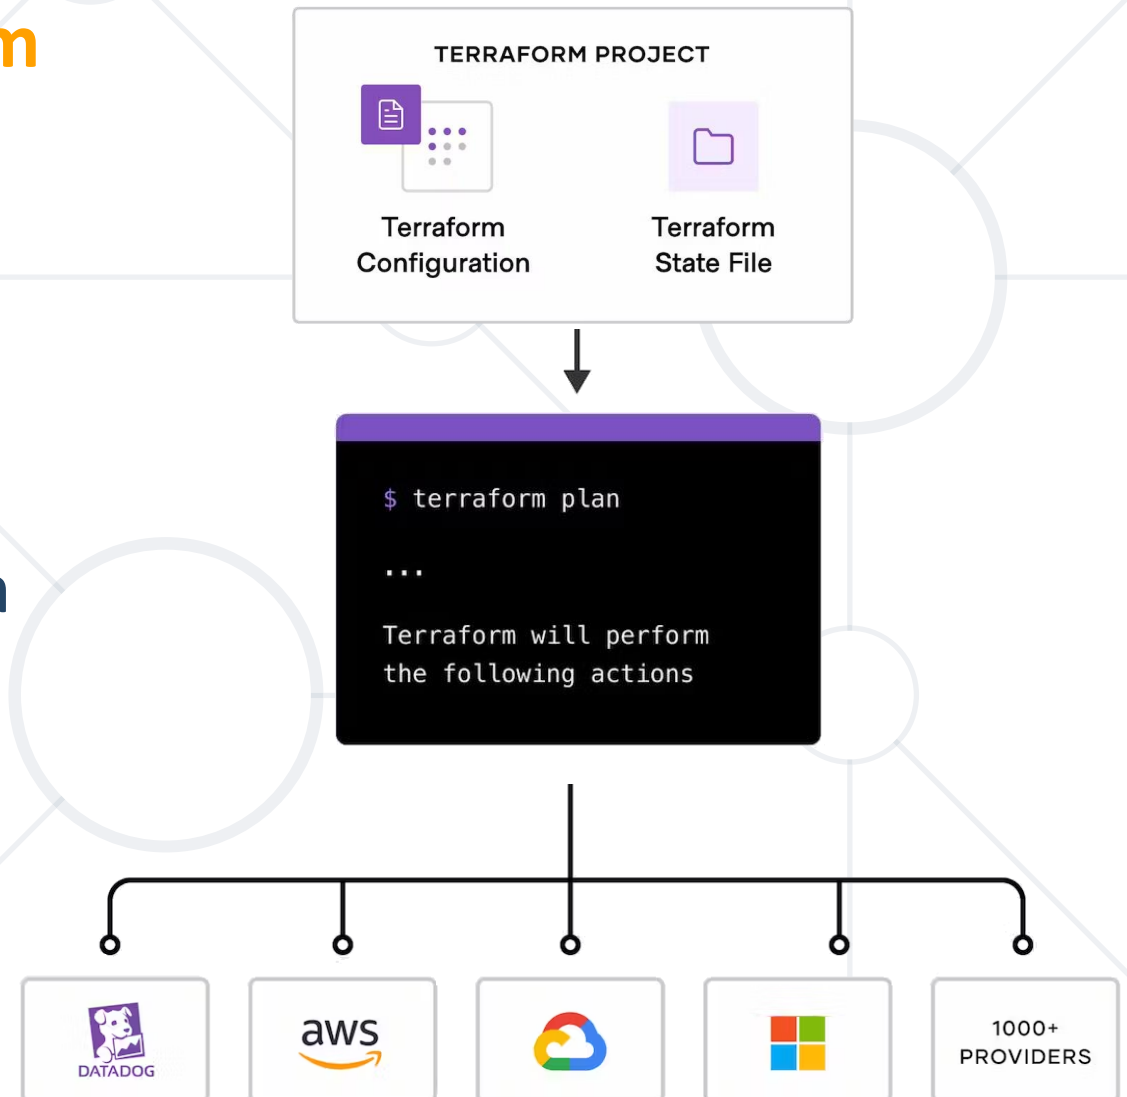 m
TERRAFORM PROJECT
Terraform
Configuration
Terraform
State File
$ terraform plan
...
Terraform will perform
the following actions
DATADOG
aws
1000+
PROVIDERS